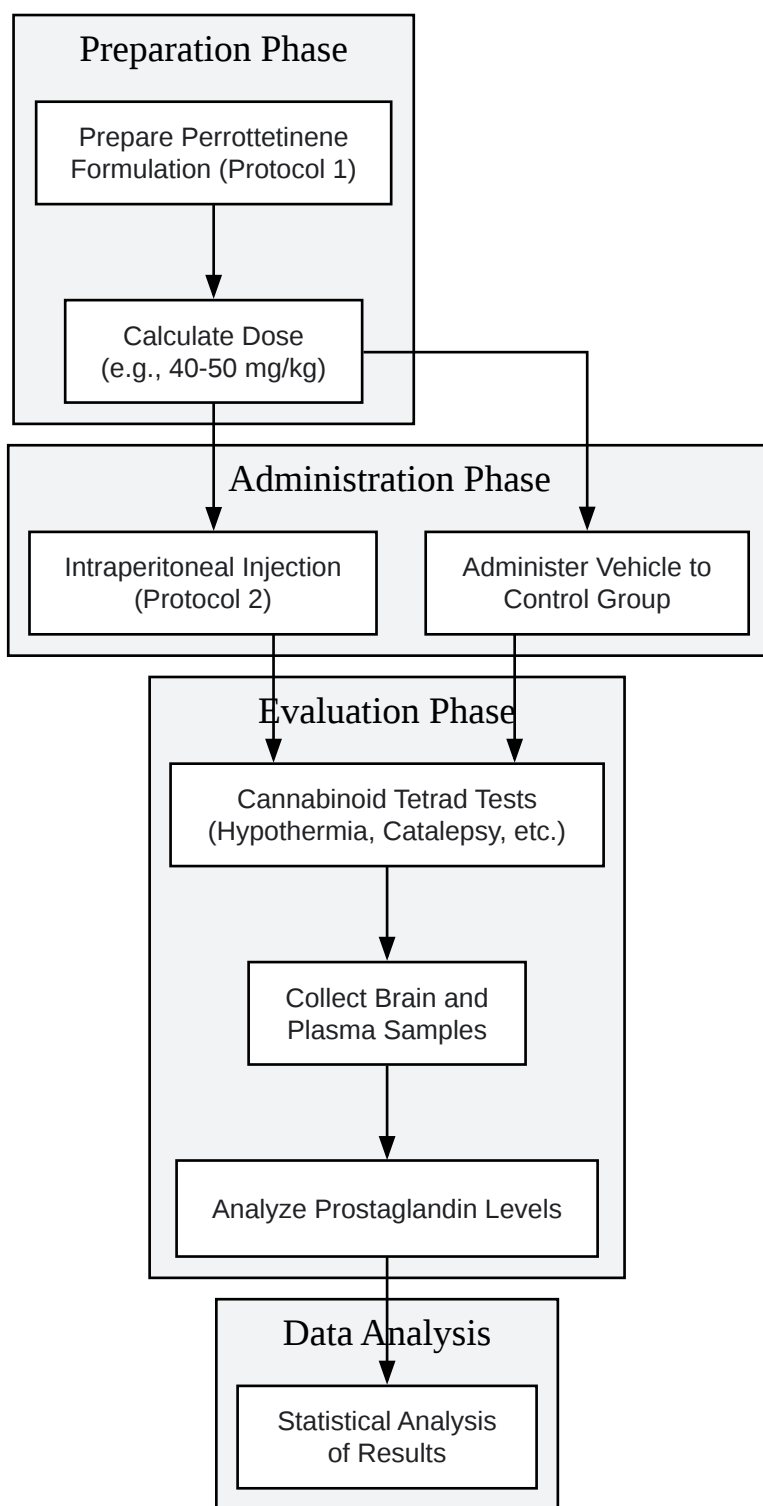 Preparation Phase
Prepare Perrottetinene
Formulation (Protocol 1)
Calculate Dose
(e.g., 40-50 mg/kg)
Administration Phase
Intraperitoneal Injection
(Protocol 2)
Administer Vehicle to
Control Group
Evaluation Phase
Cannabinoid Tetrad Tests
(Hypothermia, Catalepsy, etc.)
Collect Brain and
Plasma Samples
Analyze Prostaglandin Levels
Data Analysis
Statistical Analysis
of Results